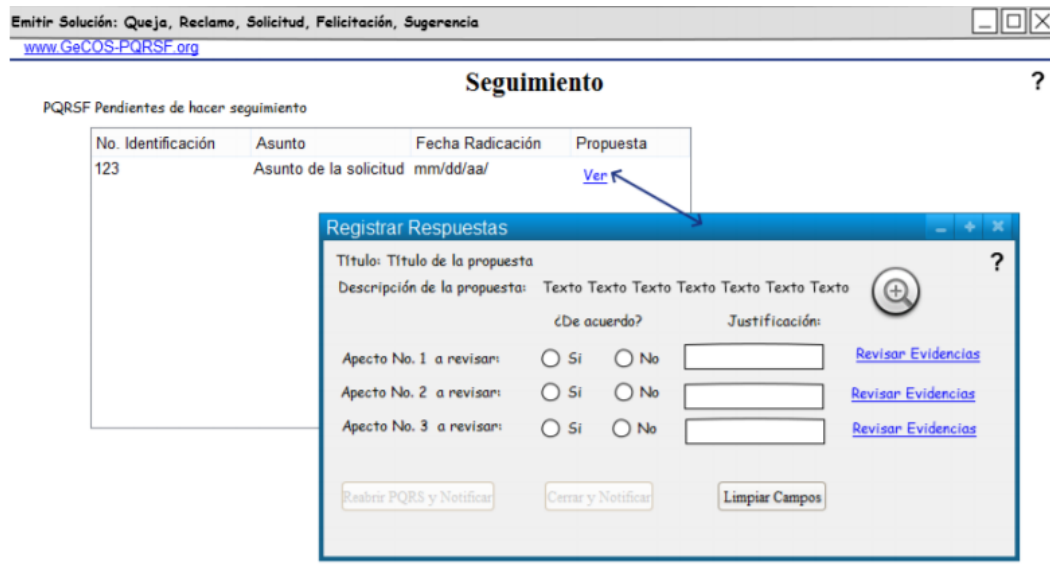 Emitir Solución: Queja, Reclamo, Solicitud, Felicitación, Sugerencia
www.GeCOS-PQRSF.org
Seguimiento ?
PQRSF Pendientes de hacer seguimiento
No. Identificación Asunto Fecha Radicación Propuesta
123 Asunto de la solicitud mm/dd/aa/ Ver
Registrar Respuestas
Título: Título de la propuesta ?
Descripción de la propuesta: Texto Texto Texto Texto Texto Texto Texto
¿De acuerdo? Justificación:
Apecto No. 1 a revisar: Si No Revisar Evidencias
Apecto No. 2 a revisar: Si No Revisar Evidencias
Apecto No. 3 a revisar: Si No Revisar Evidencias
Reabrir PQRS y Notificar Cerrar y Notificar Limpiar Campos